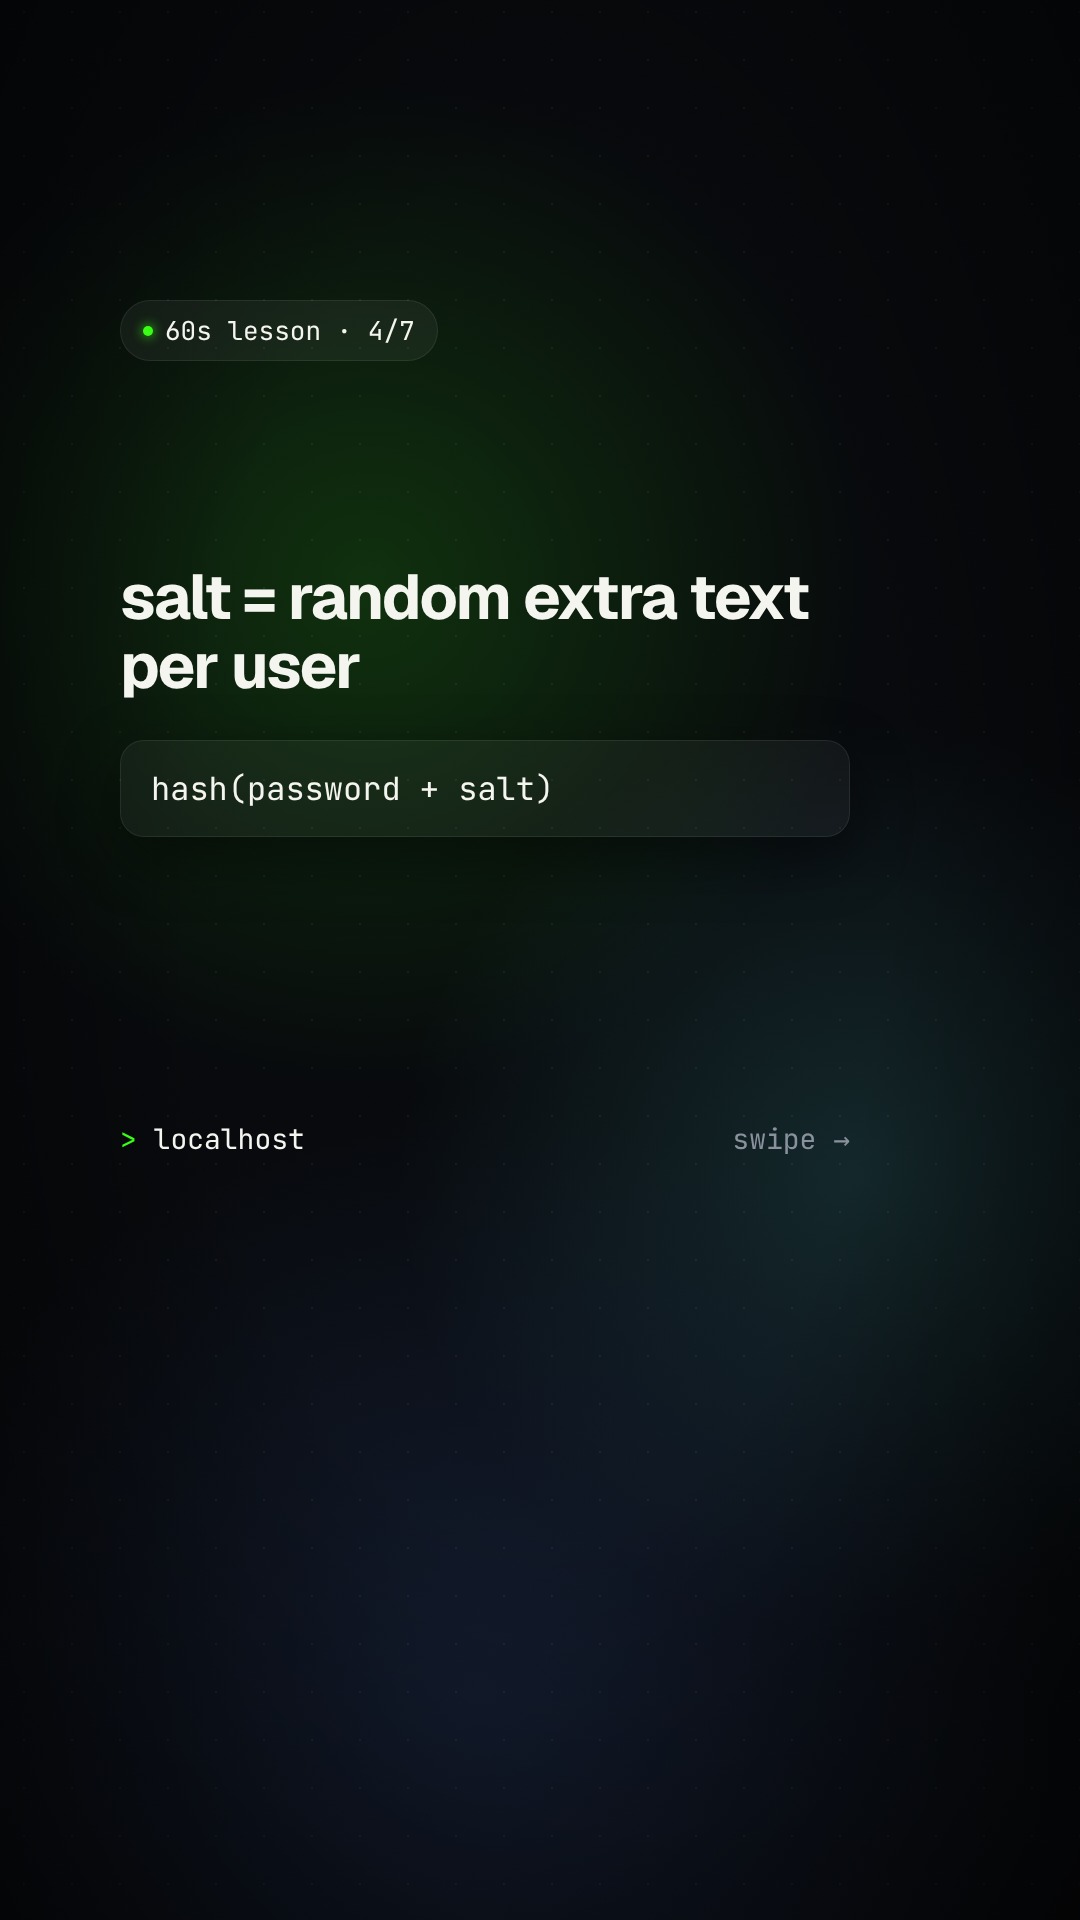 60s lesson · 4/7
salt = random extra text
per user
hash(password + salt)
> localhost
swipe →